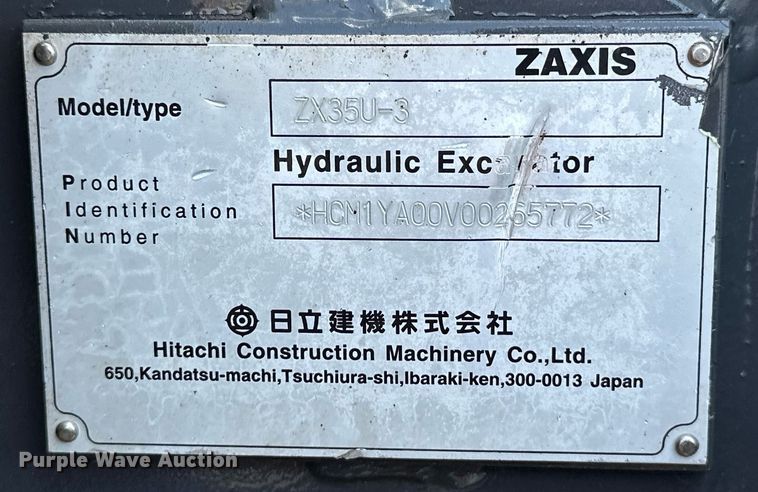 ZAXIS
Model/type ZX35U-3
Hydraulic Excavator
Product
Identification *HCM1YA00V00265772*
Number
日立建機株式会社
Hitachi Construction Machinery Co.,Ltd.
650,Kandatsu-machi,Tsuchiura-shi,Ibaraki-ken,300-0013 Japan
Purple Wave Auction